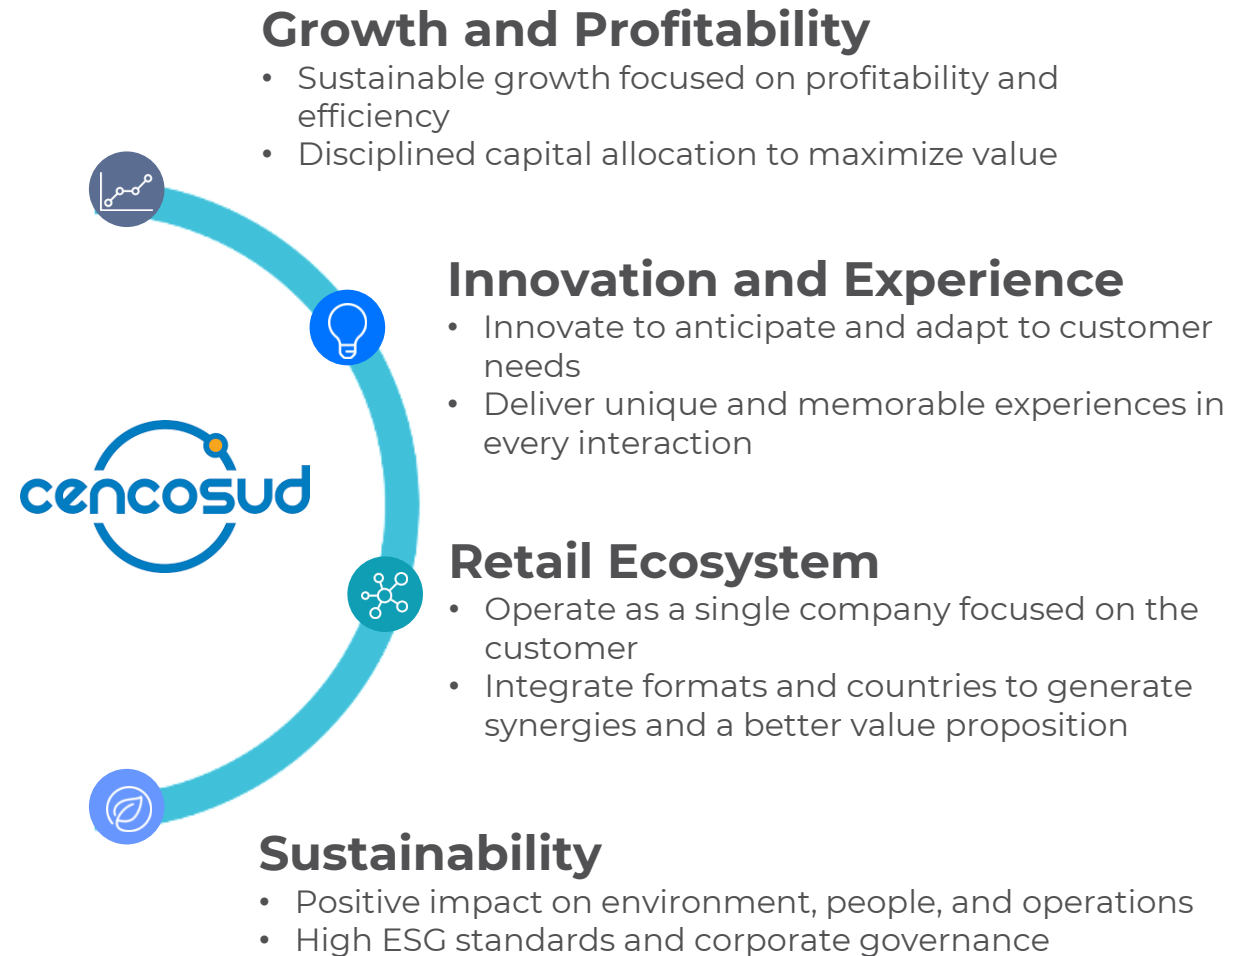 Growth and Profitability
• Sustainable growth focused on profitability and
efficiency
• Disciplined capital allocation to maximize value
Innovation and Experience
• Innovate to anticipate and adapt to customer
needs
• Deliver unique and memorable experiences in
every interaction
cencosud
Retail Ecosystem
• Operate as a single company focused on the
customer
• Integrate formats and countries to generate
synergies and a better value proposition
Sustainability
• Positive impact on environment, people, and operations
• High ESG standards and corporate governance